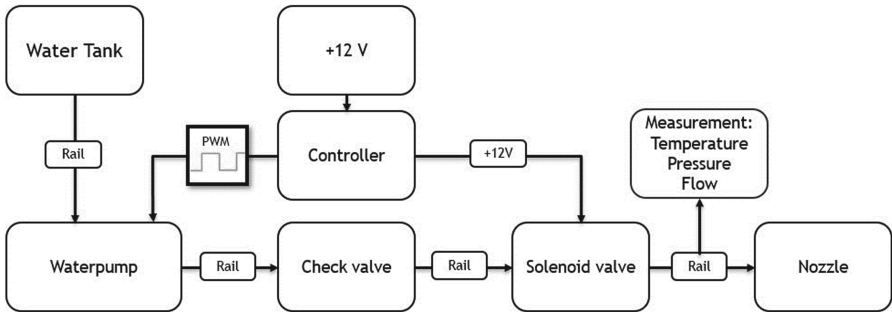 Water Tank
+12 V
Rail
PWM
Controller
+12V
Measurement:
Temperature
Pressure
Flow
Waterpump
Rail
Check valve
Rail
Solenoid valve
Rail
Nozzle